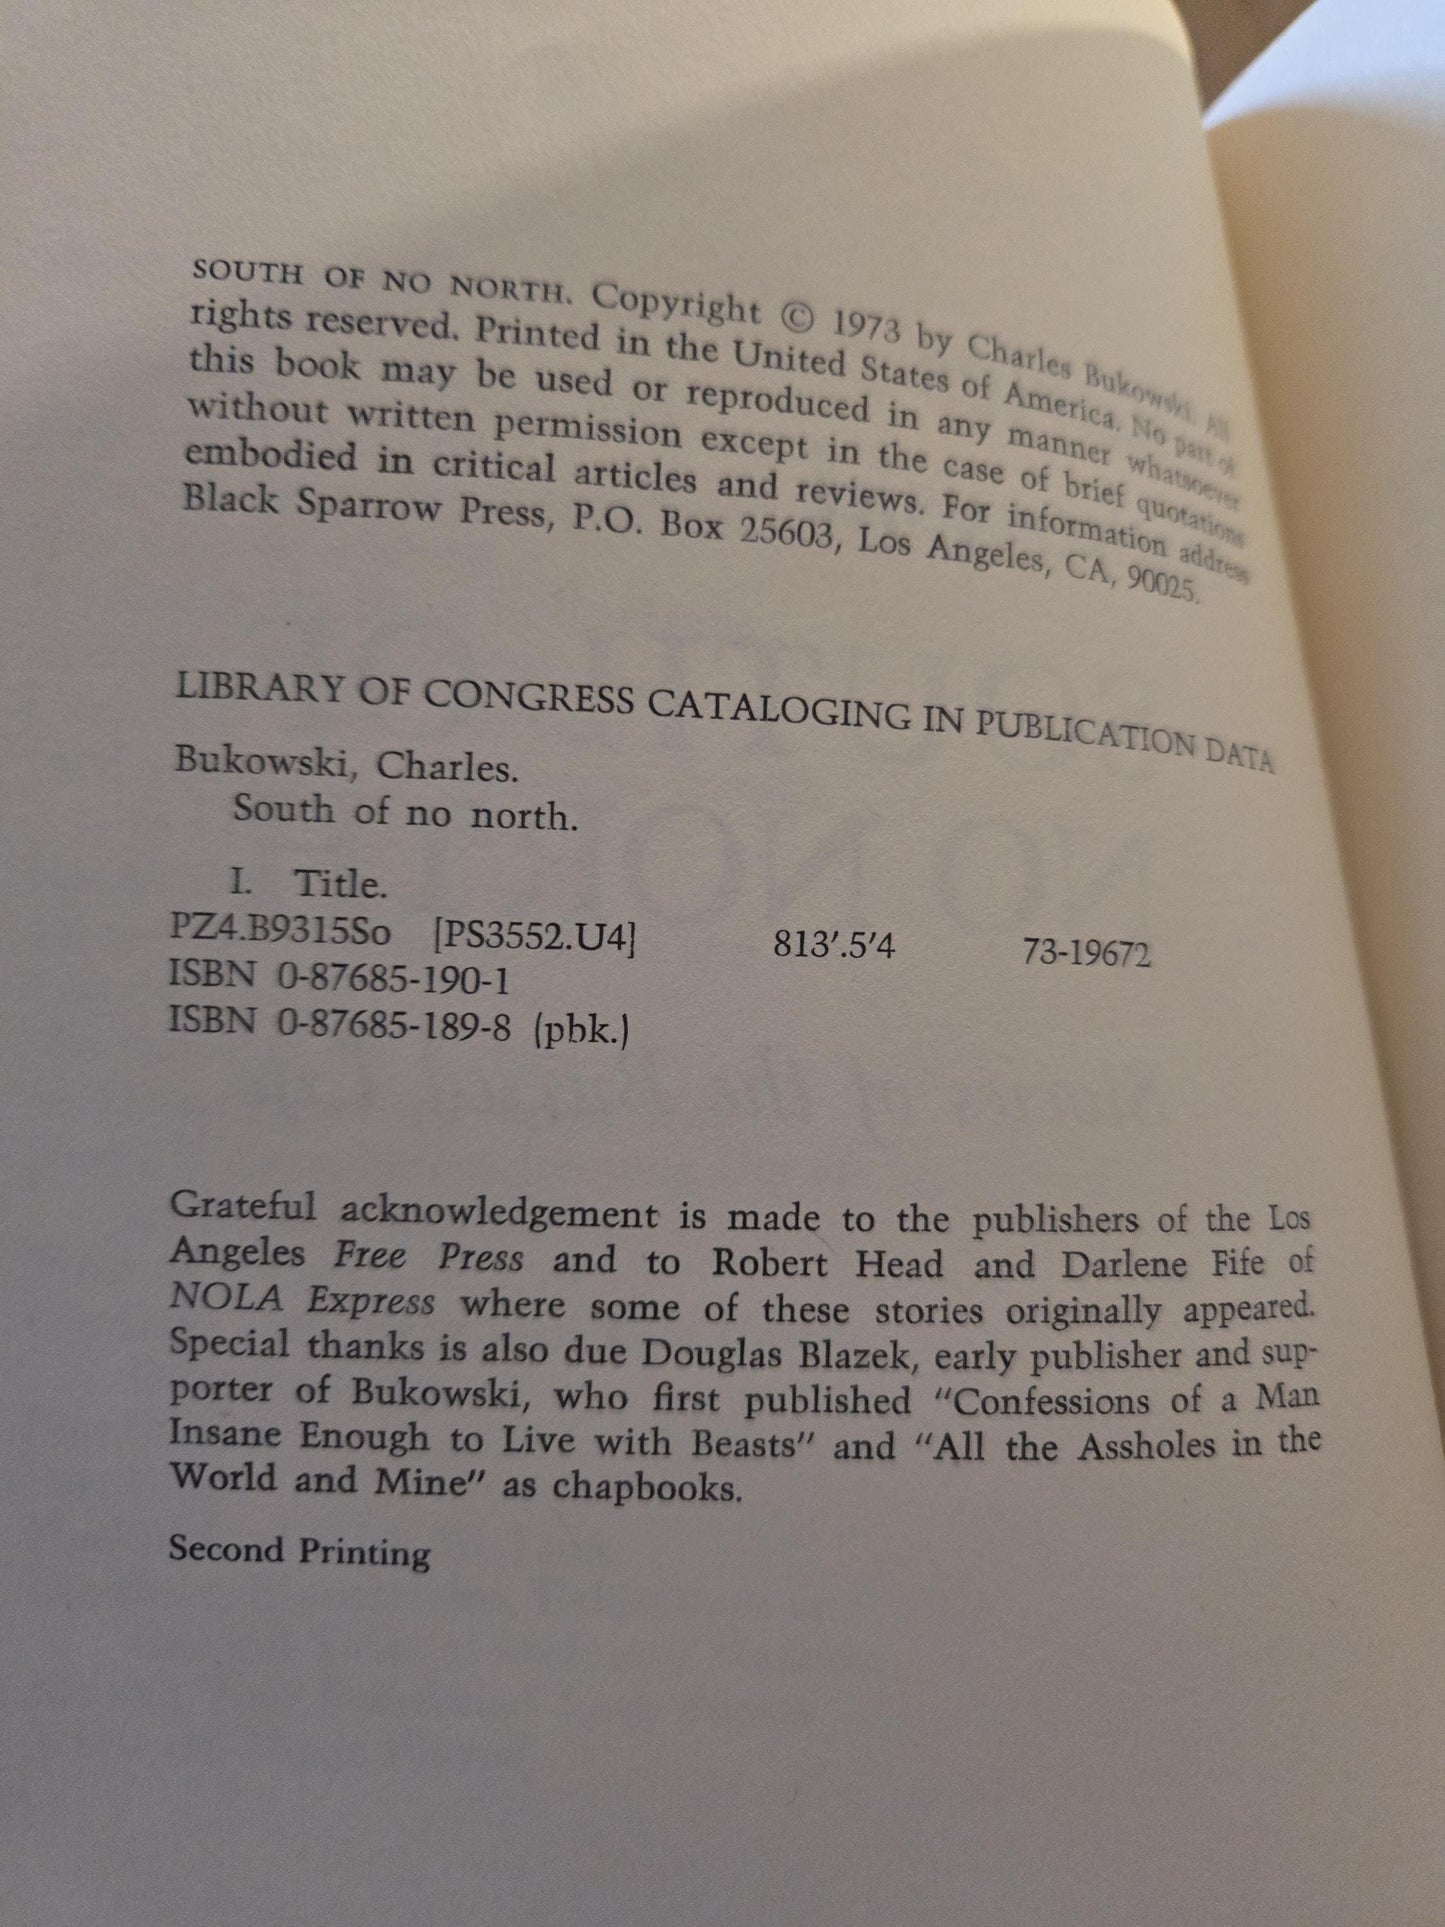 SOUTH OF NO NORTH. Copyright © 1973 by Charles Bukowski. All
rights reserved. Printed in the United States of America. No part of
this book may be used or reproduced in any manner whatsoever
without written permission except in the case of brief quotations
embodied in critical articles and reviews. For information address
Black Sparrow Press, P.O. Box 25603, Los Angeles, CA, 90025.
LIBRARY OF CONGRESS CATALOGING IN PUBLICATION DATA
Bukowski, Charles.
South of no north.
I. Title.
PZ4.B9315So [PS3552.U4] 813'.5'4 73-19672
ISBN 0-87685-190-1
ISBN 0-87685-189-8 (pbk.)
Grateful acknowledgement is made to the publishers of the Los
Angeles Free Press and to Robert Head and Darlene Fife of
NOLA Express where some of these stories originally appeared.
Special thanks is also due Douglas Blazek, early publisher and sup-
porter of Bukowski, who first published "Confessions of a Man
Insane Enough to Live with Beasts" and "All the Assholes in the
World and Mine" as chapbooks.
Second Printing